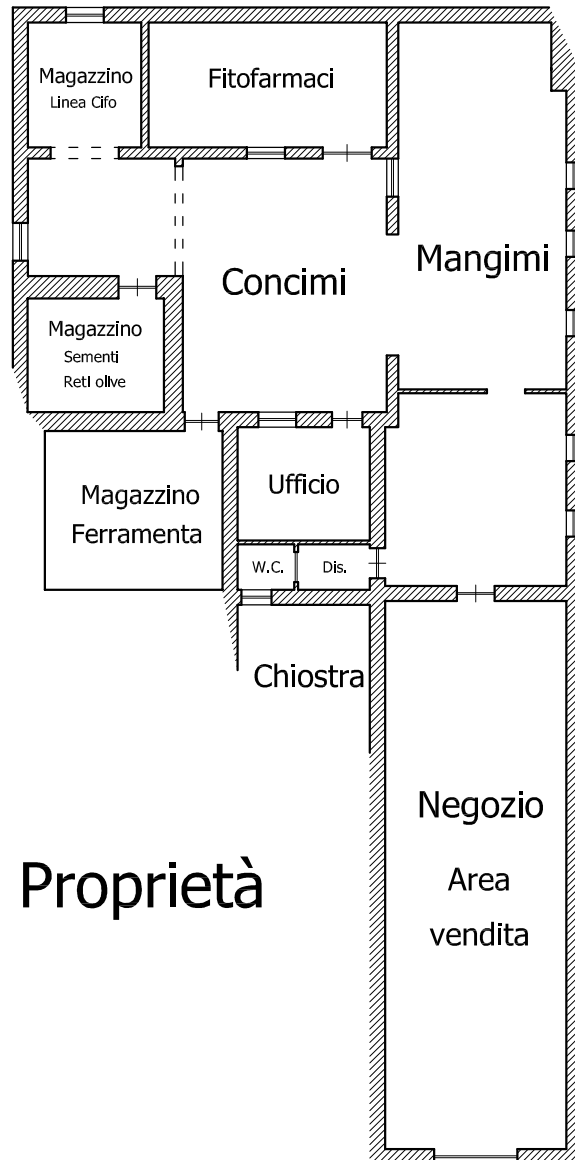 Magazzino
Linea Cifo
Fitofarmaci
Concimi
Mangimi
Magazzino
Sementi
Reti olive
Magazzino
Ferramenta
Ufficio
W.C.
Dis.
Chiostra
Negozio
Area
vendita
Proprietà